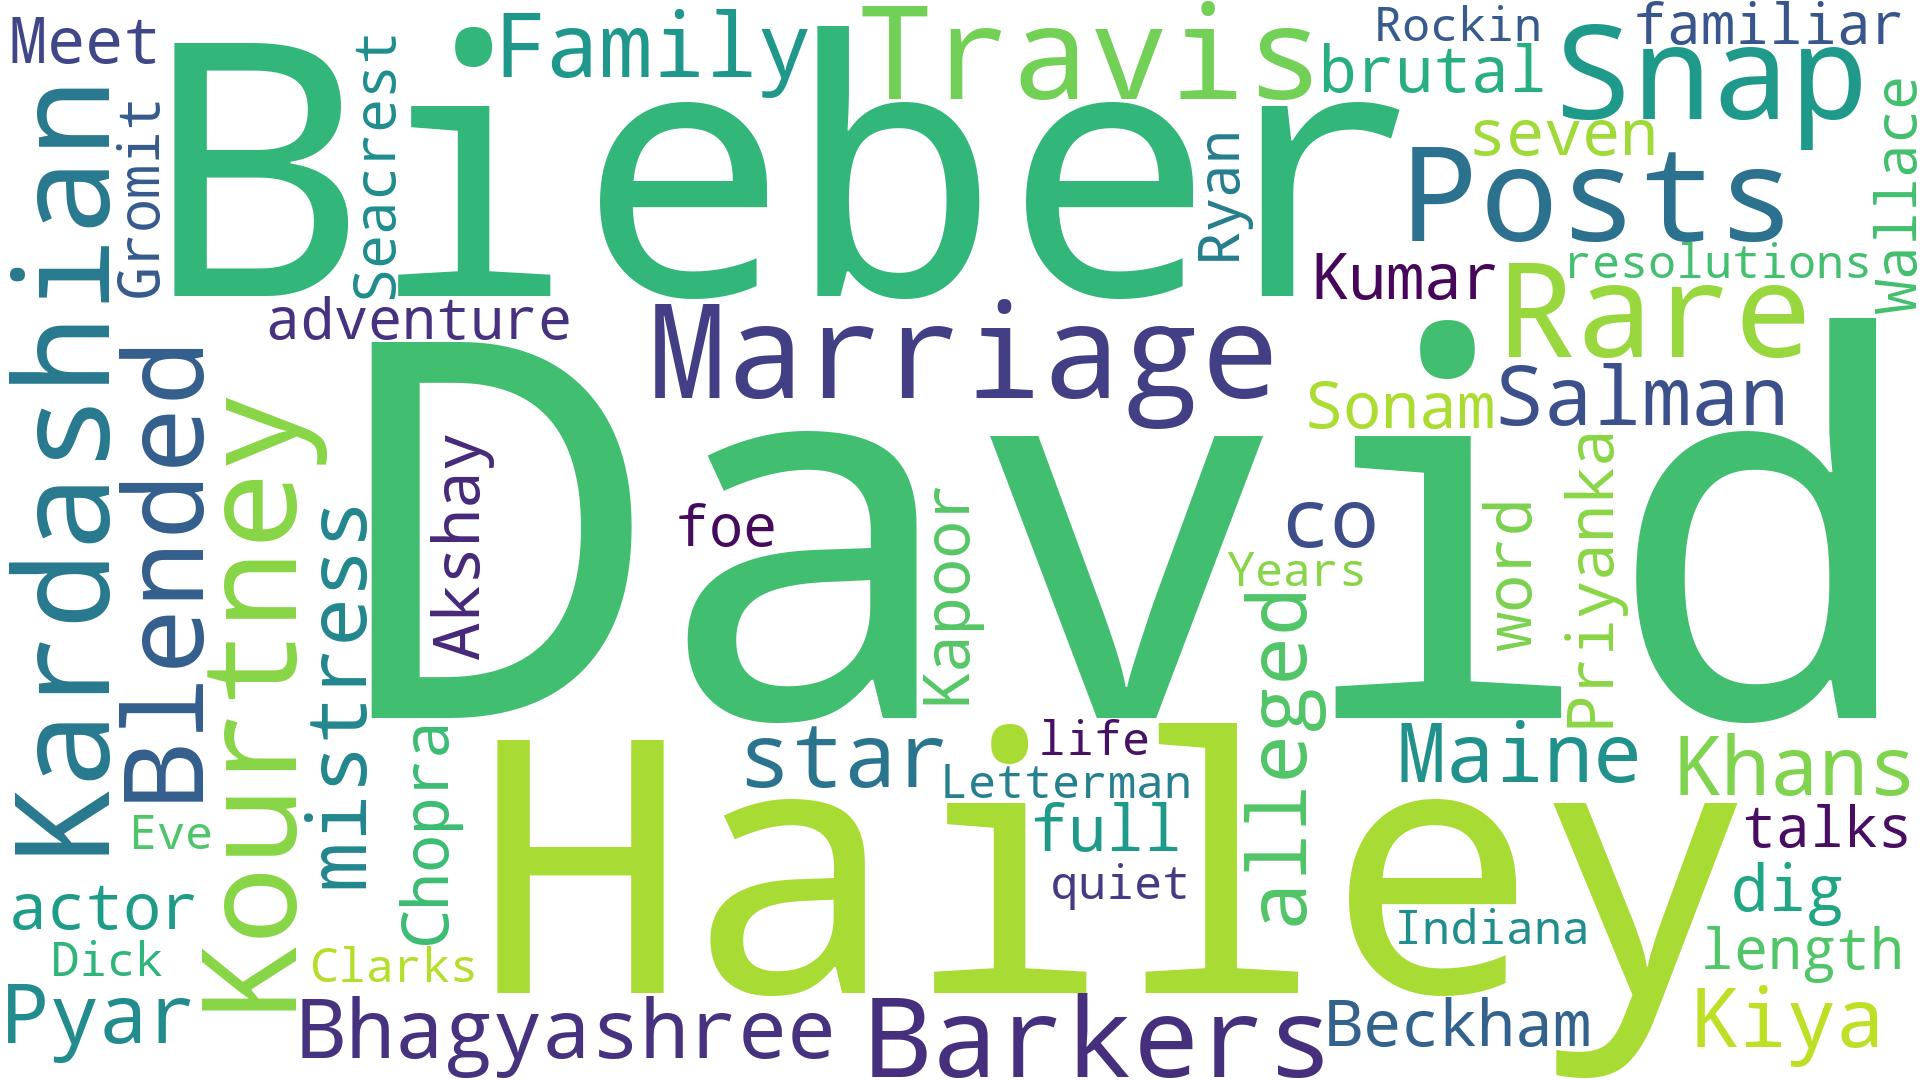 Meet
Family
Travis
Rockin
familiar
brutal
Snap
Bieber
Seacrest
Gromit
Kardashian
Ryan
seven
Posts
wallace
Kumar
resolutions
Rare
adventure
Marriage
Sonam
Salman
Blended
Kourtney
David
Akshay
foe
Kapoor
co
Years
word
Priyanka
mistress
alleged
Chopra
star
life
Letterman
full
quiet
Maine
Khans
talks
Eve
Hailey
actor
Dick
Clarks
Indiana
dig
length
Pyar
Bhagyashree
Barkers
Beckham
Kiya